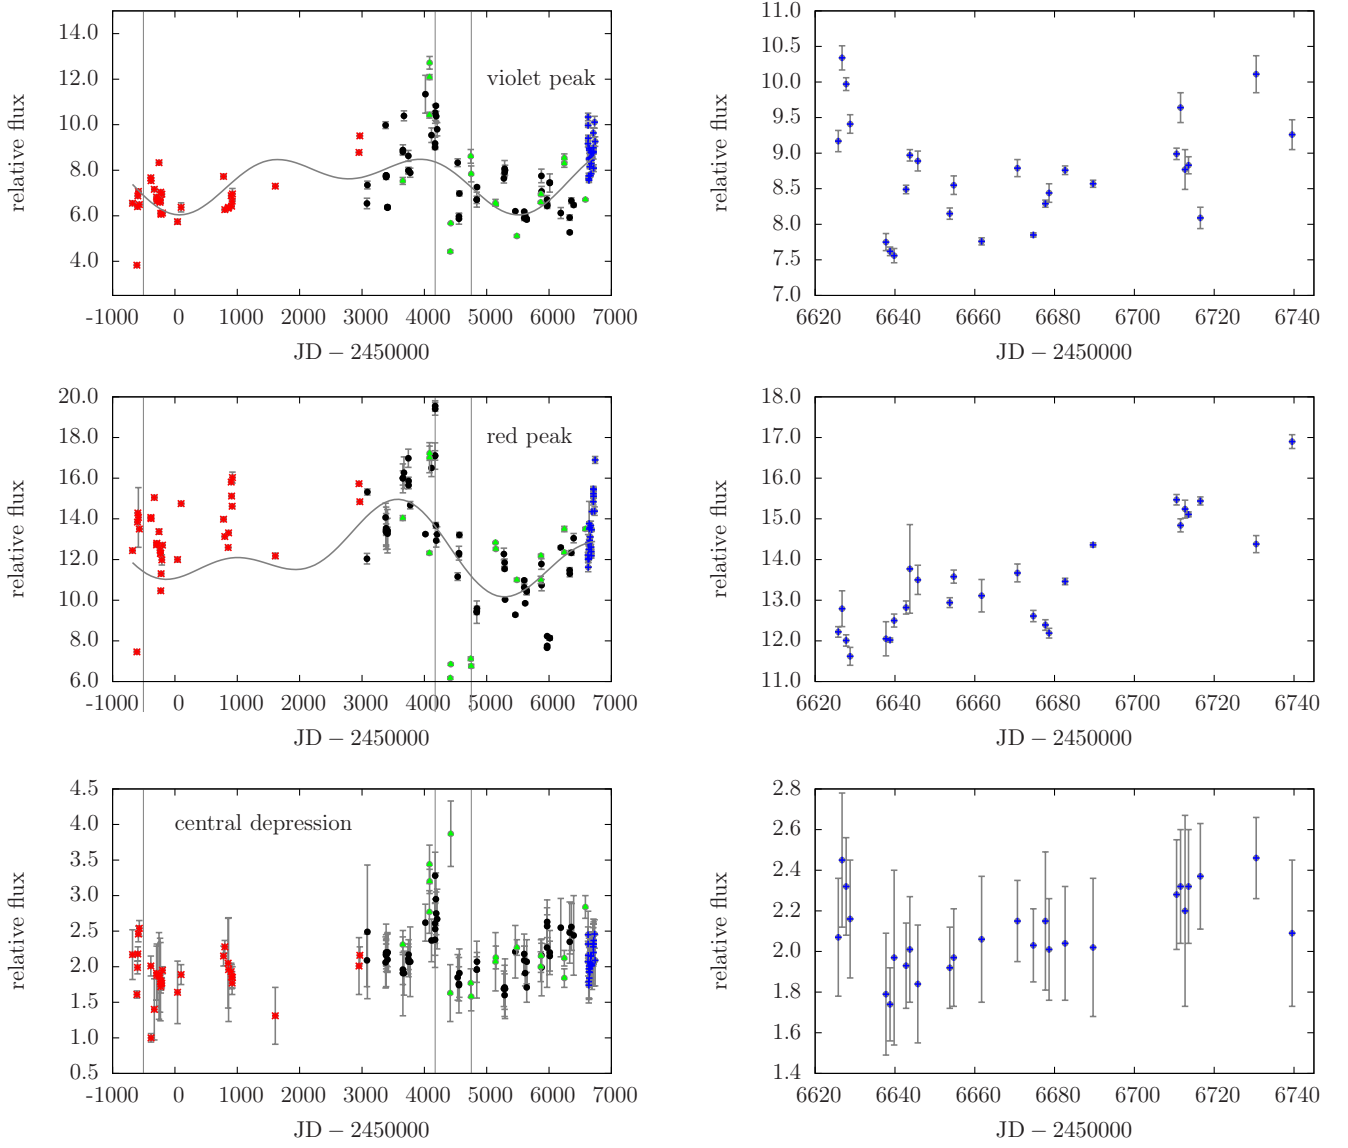 14.0
12.0
10.0
8.0
6.0
4.0
relative flux
violet peak
-1000 0 1000 2000 3000 4000 5000 6000 7000
JD − 2450000
11.0
10.5
10.0
9.5
9.0
8.5
8.0
7.5
7.0
relative flux
6620 6640 6660 6680 6700 6720 6740
JD − 2450000
20.0
18.0
16.0
14.0
12.0
10.0
8.0
6.0
relative flux
red peak
-1000 0 1000 2000 3000 4000 5000 6000 7000
JD − 2450000
18.0
17.0
16.0
15.0
14.0
13.0
12.0
11.0
relative flux
6620 6640 6660 6680 6700 6720 6740
JD − 2450000
4.5
4.0
3.5
3.0
2.5
2.0
1.5
1.0
0.5
relative flux
central depression
-1000 0 1000 2000 3000 4000 5000 6000 7000
JD − 2450000
2.8
2.6
2.4
2.2
2.0
1.8
1.6
1.4
relative flux
6620 6640 6660 6680 6700 6720 6740
JD − 2450000